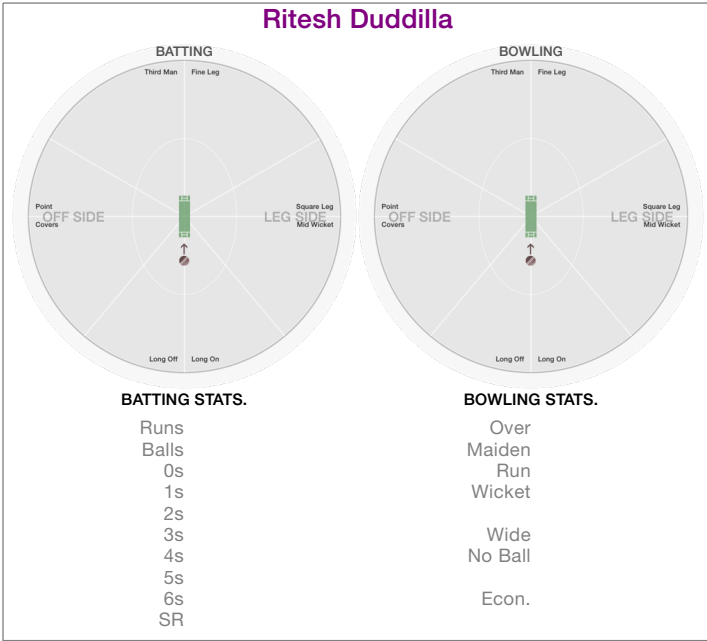 Ritesh Duddilla
BATTING
Third Man Fine Leg
Point
OFF SIDE
Covers
Square Leg
LEG SIDE
Mid Wicket
Long Off Long On
BOWLING
Third Man Fine Leg
Point
OFF SIDE
Covers
Square Leg
LEG SIDE
Mid Wicket
Long Off Long On
BATTING STATS.
Runs
Balls
0s
1s
2s
3s
4s
5s
6s
SR
BOWLING STATS.
Over
Maiden
Run
Wicket
Wide
No Ball
Econ.